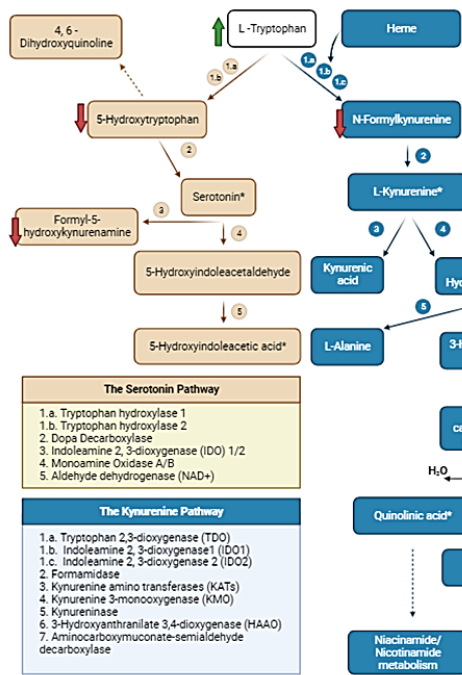 4, 6 -
Dihydroxyquinoline
L -Tryptophan
Heme
1.a
1.b
1.a
1.b
1.c
5-Hydroxytryptophan
N-Formylkynurenine
2
2
Serotonin*
L-Kynurenine*
3
Formyl-5-
hydroxykynurenamine
4
3
4
5-Hydroxyindoleacetaldehyde
Kynurenic
acid
5
5
5-Hydroxyindoleacetic acid*
L-Alanine
The Serotonin Pathway
1.a. Tryptophan hydroxylase 1
1.b. Tryptophan hydroxylase 2
2. Dopa Decarboxylase
3. Indoleamine 2, 3-dioxygenase (IDO) 1/2
4. Monoamine Oxidase A/B
5. Aldehyde dehydrogenase (NAD+)
H₂O
The Kynurenine Pathway
1.a. Tryptophan 2,3-dioxygenase (TDO)
1.b. Indoleamine 2, 3-dioxygenase1 (IDO1)
1.c. Indoleamine 2, 3-dioxygenase 2 (IDO2)
2. Formamidase
3. Kynurenine amino transferases (KATs)
4. Kynurenine 3-monooxygenase (KMO)
5. Kynureninase
6. 3-Hydroxyanthranilate 3,4-dioxygenase (HAAO)
7. Aminocarboxymuconate-semialdehyde
decarboxylase
Quinolinic acid*
Niacinamide/
Nicotinamide
metabolism